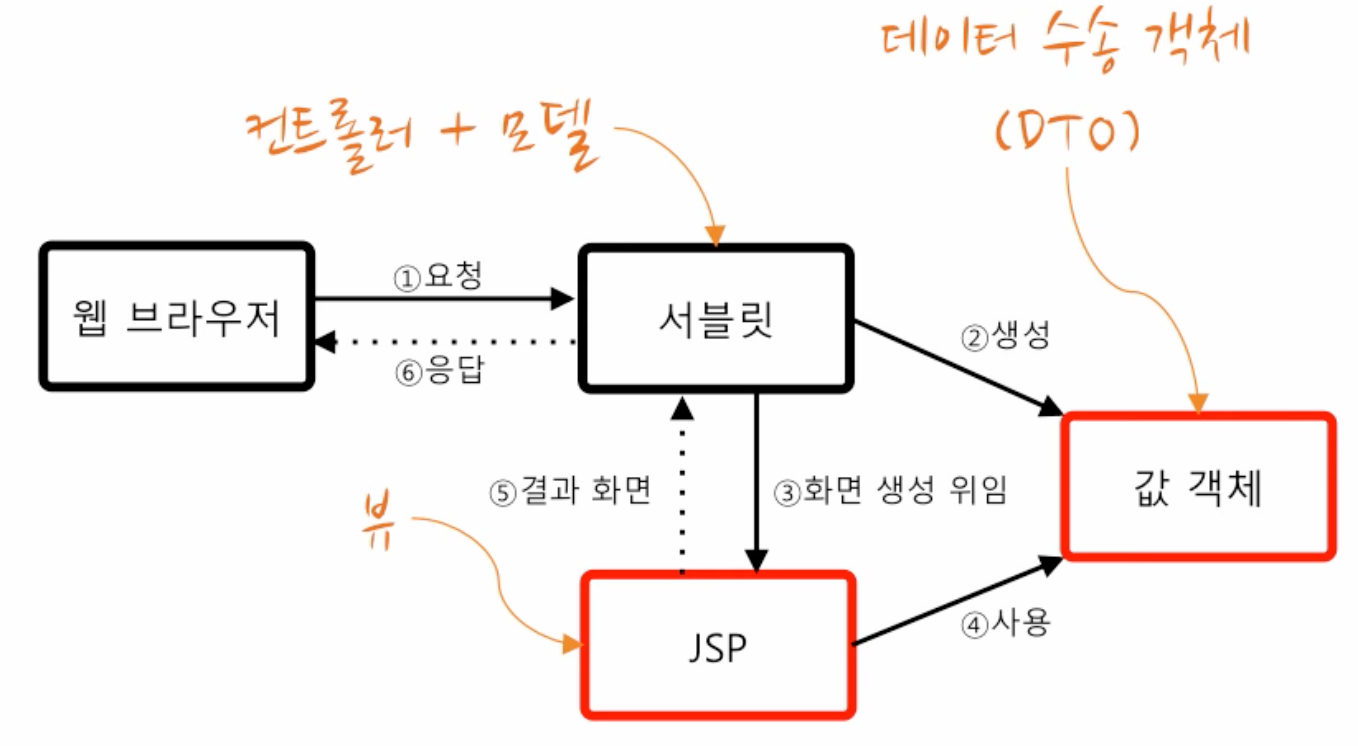 데이터 수송 객체
(DTO)
컨트롤러 + 모델
웹 브라우저
①요청
⑥응답
서블릿
②생성
값 객체
⑤결과 화면
③화면 생성 위임
뷰
JSP
④사용